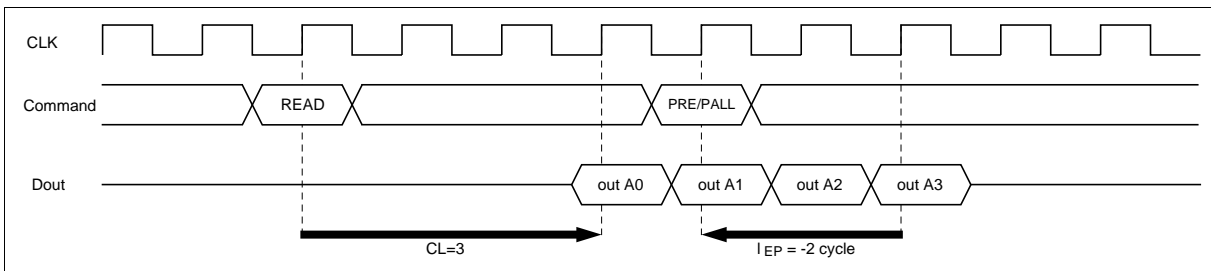 CLK
Command
READ
PRE/PALL
Dout
out A0
out A1
out A2
out A3
CL=3
l EP = -2 cycle